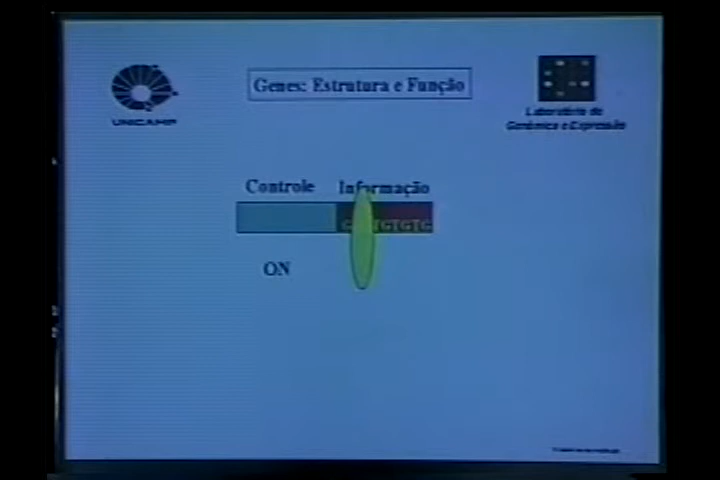 UNICAMP
Genes: Estrutura e Função
Laboratório de
Genômica e Expressão
Controle Informação
ON